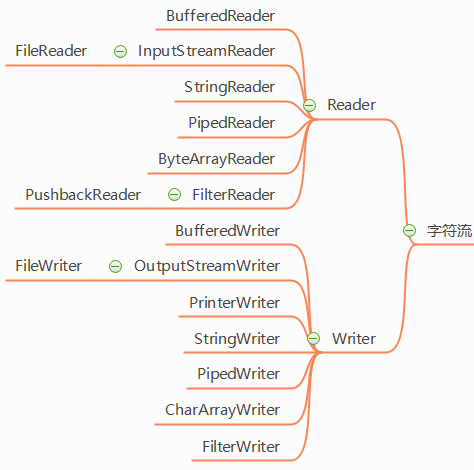 BufferedReader
FileReader InputStreamReader
StringReader
Reader
PipedReader
ByteArrayReader
PushbackReader FilterReader
BufferedWriter
字符流
FileWriter OutputStreamWriter
PrinterWriter
StringWriter
Writer
PipedWriter
CharArrayWriter
FilterWriter